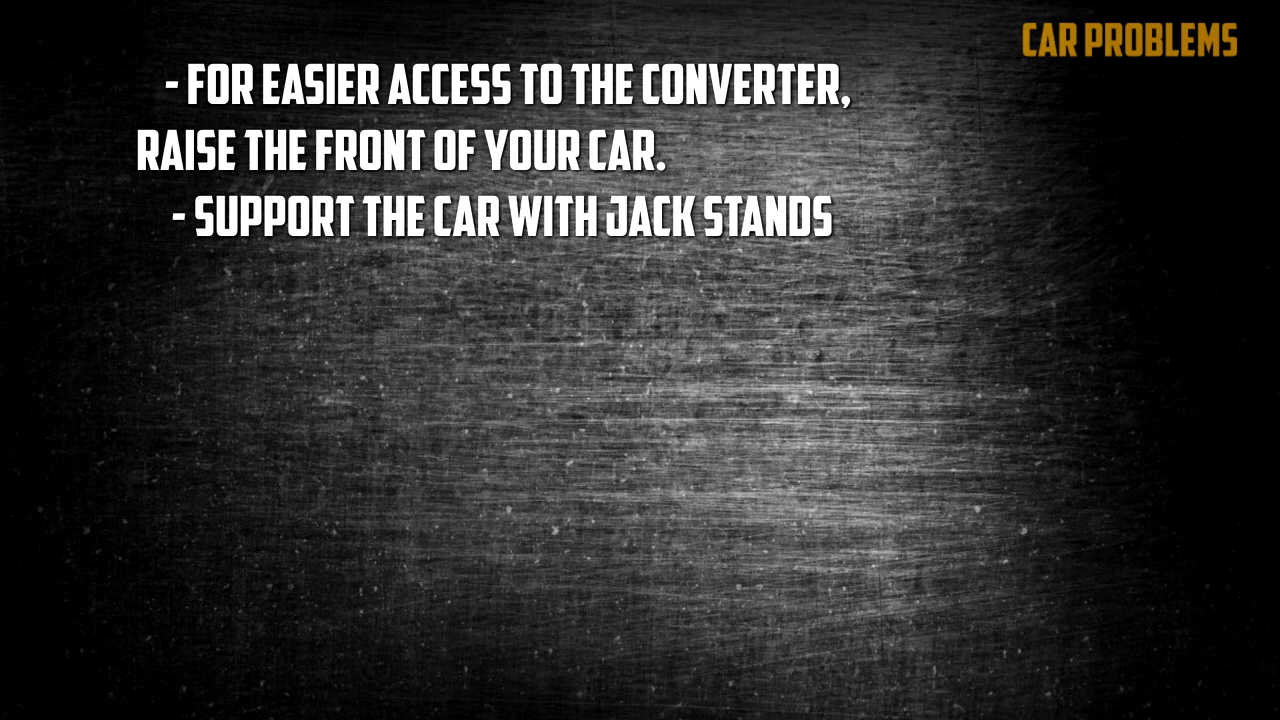 CAR PROBLEMS
- FOR EASIER ACCESS TO THE CONVERTER,
RAISE THE FRONT OF YOUR CAR.
- SUPPORT THE CAR WITH JACK STANDS